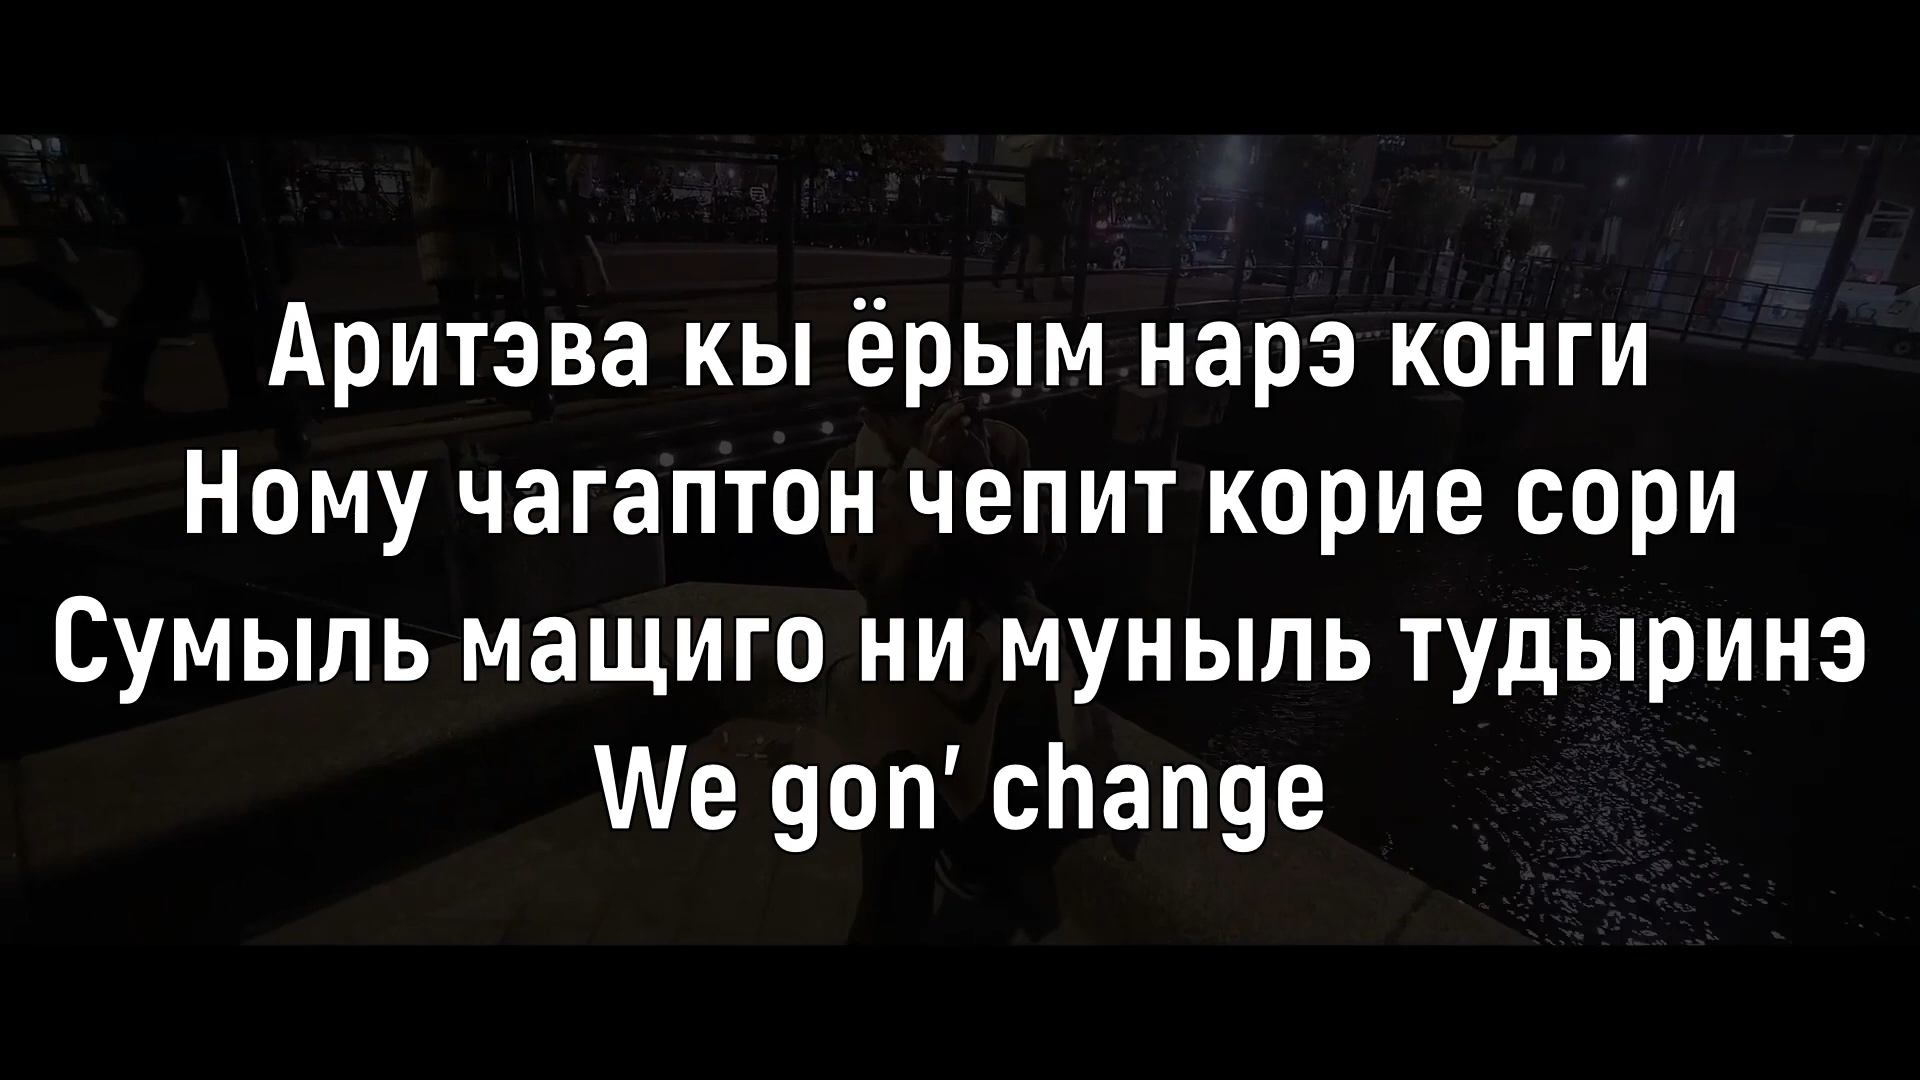 Аритэва кы ёрым нарэ конги
Ному чагаптон чепит корие сори
Сумыль мащиго ни муныль тудыринэ
We gon’ change